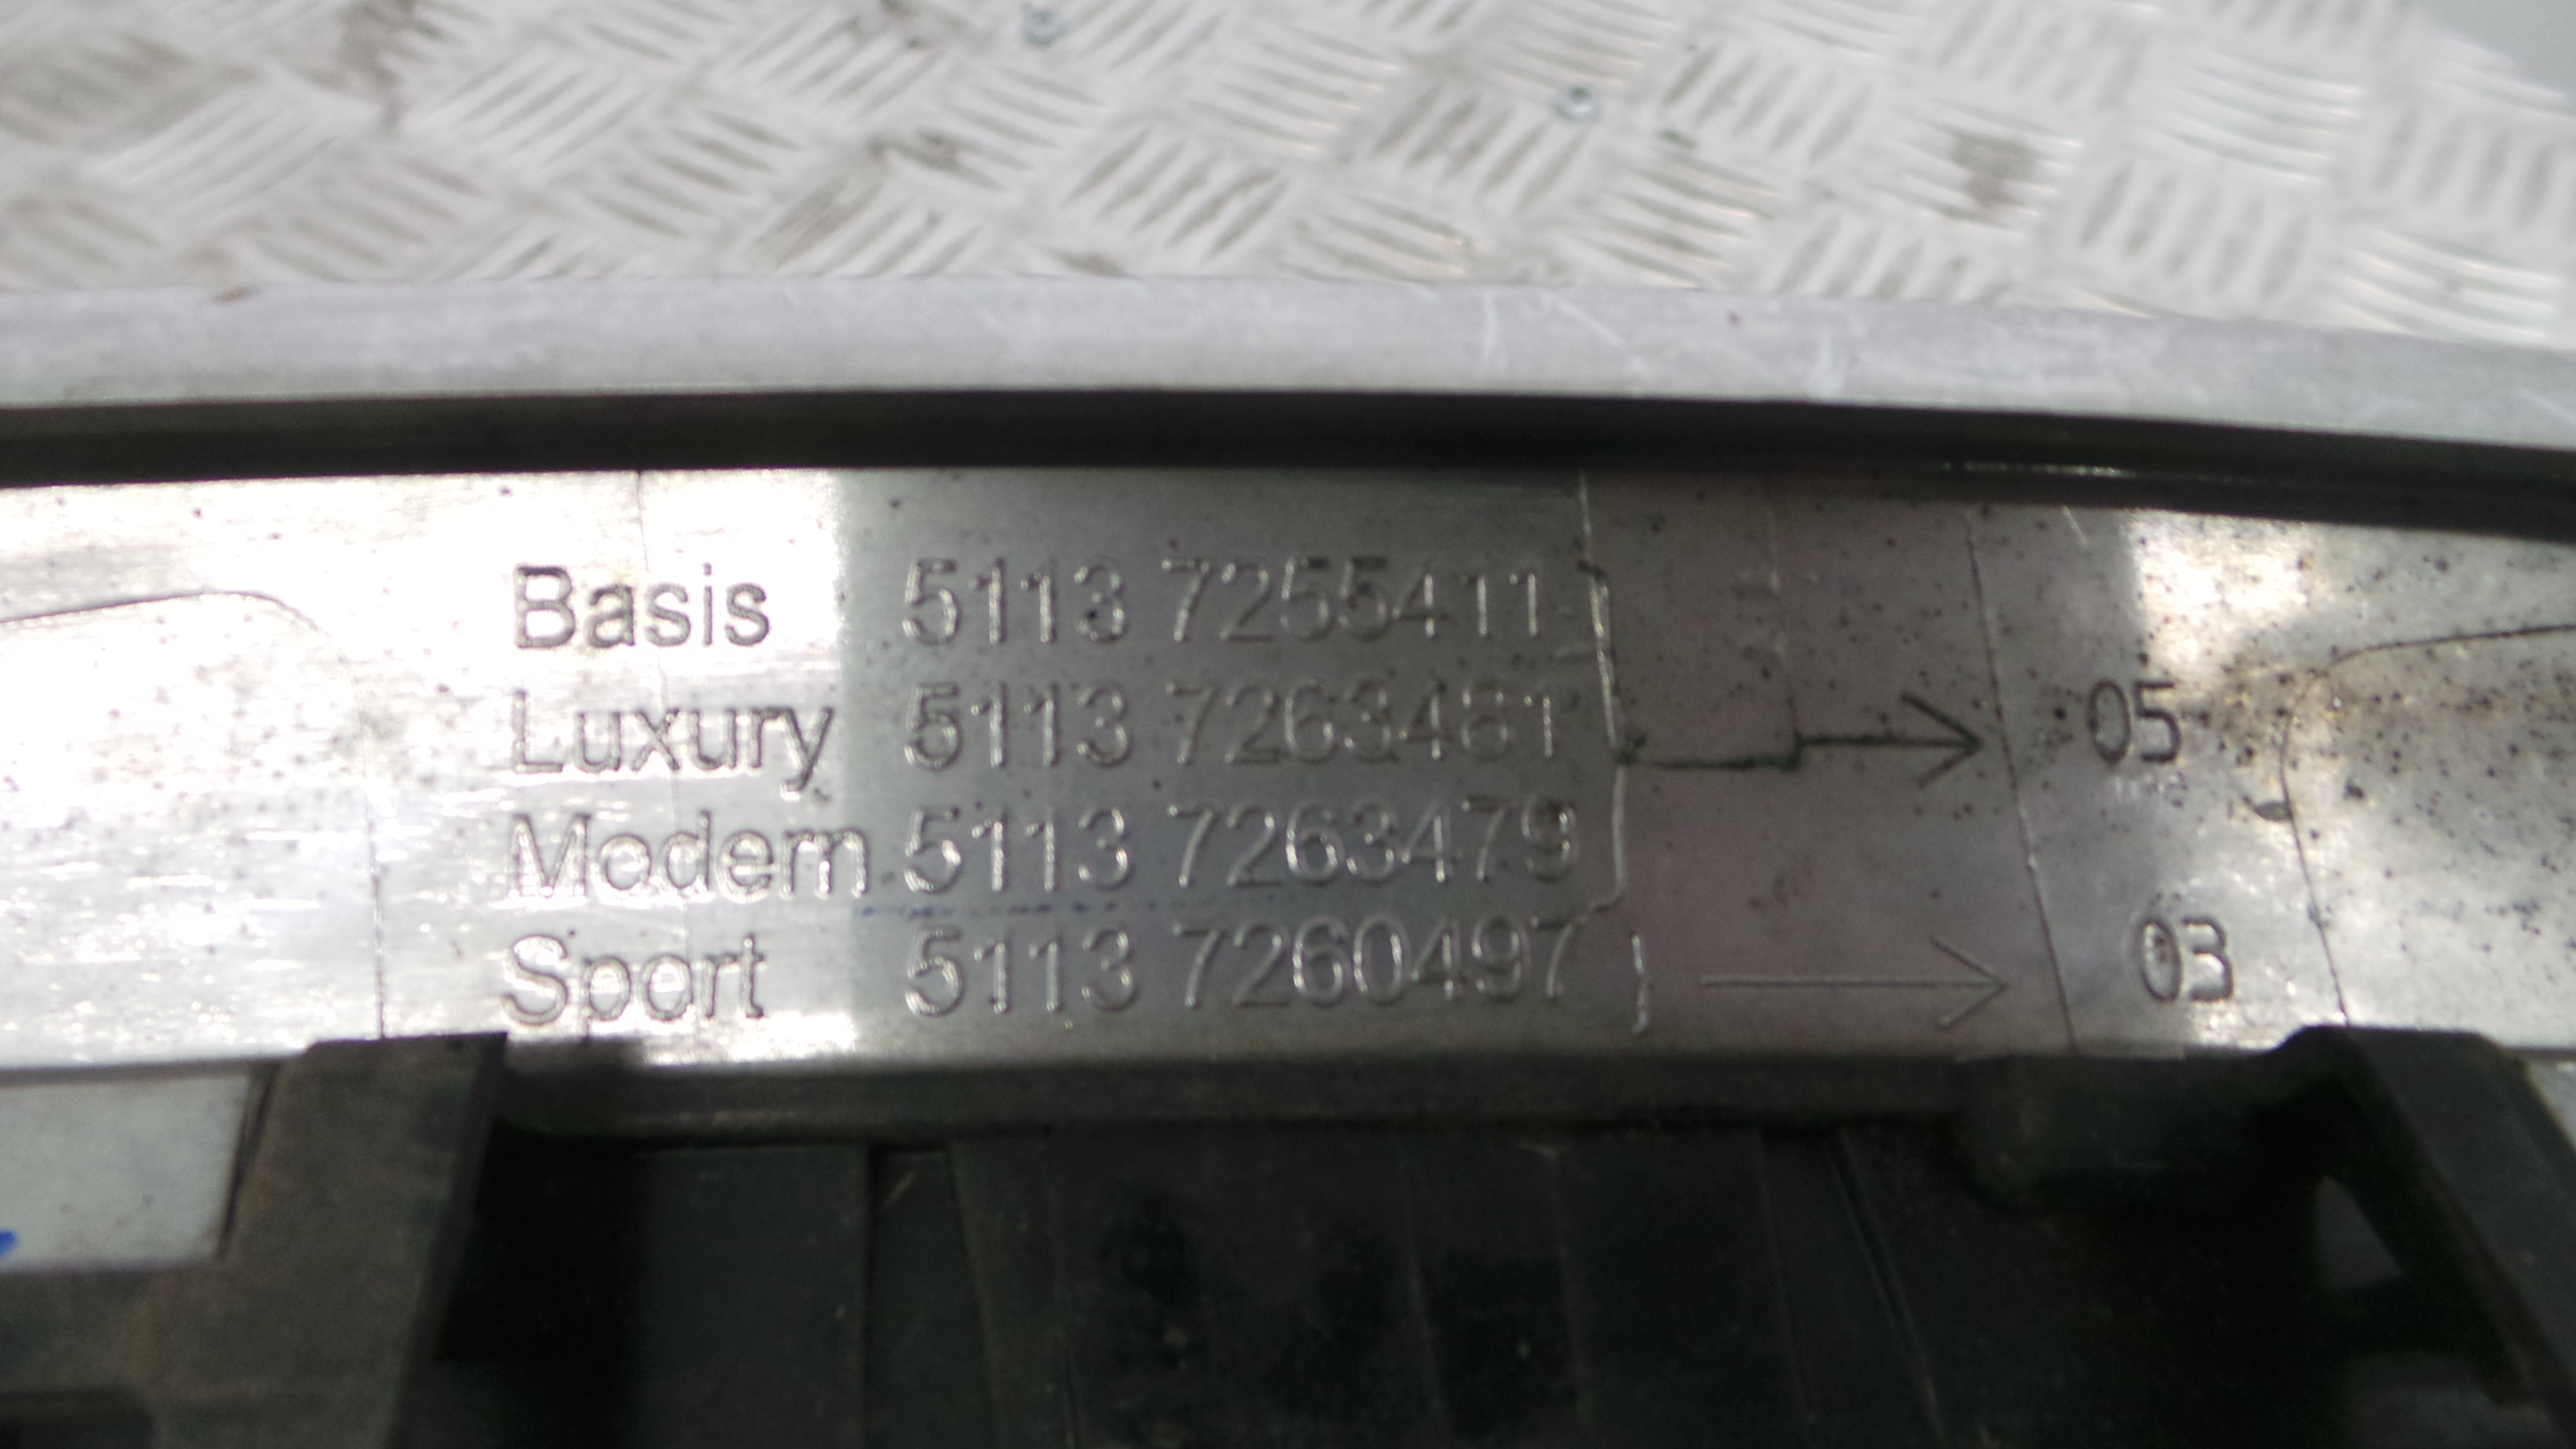 Basis 5113 7255411
Luxury 5113 7263481 → 05
Modern 5113 7263479
Sport 5113 7260497 → 03